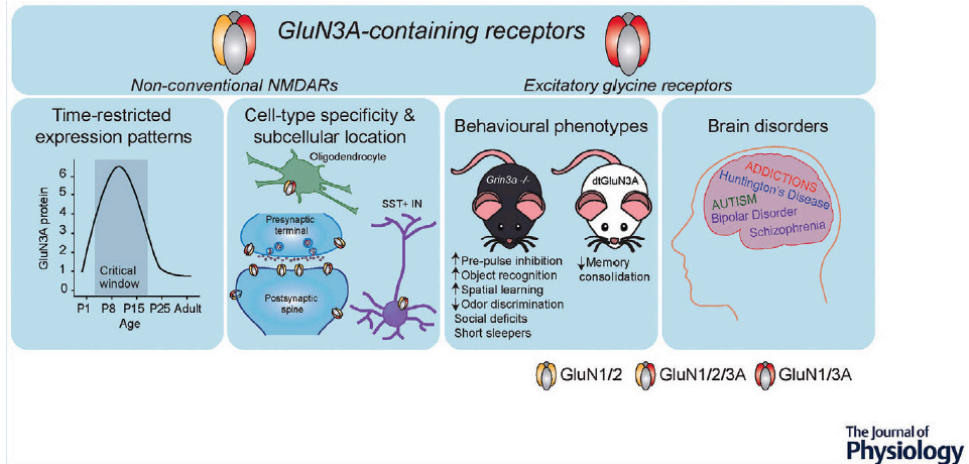 GluN3A-containing receptors
Non-conventional NMDARs
Excitatory glycine receptors
Time-restricted
expression patterns
GluN3A protein
6
5
4
3
2
1
0
Critical
window
P1 P8 P15 P25 Adult
Age
Cell-type specificity &
subcellular location
Oligodendrocyte
SST+ IN
Presynaptic
terminal
Postsynaptic
spine
Behavioural phenotypes
Grin3a -/-
dtGluN3A
↑Pre-pulse inhibition
↑Object recognition
↑Spatial learning
↓Odor discrimination
Social deficits
Short sleepers
↓Memory
consolidation
Brain disorders
ADDICTIONS
Huntington's Disease
AUTISM
Bipolar Disorder
Schizophrenia
GluN1/2 GluN1/2/3A GluN1/3A
The Journal of
Physiology